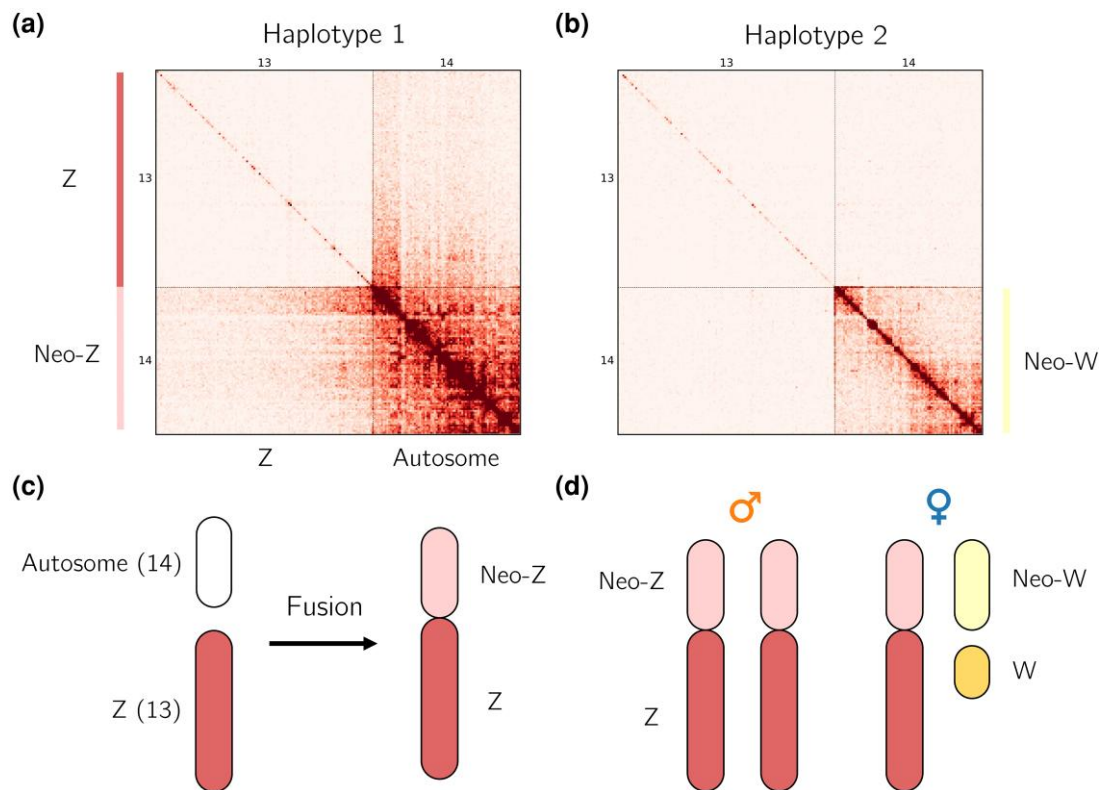 (a)
Haplotype 1
13
14
Z
13
Neo-Z
14
Z
Autosome
(b)
Haplotype 2
13
14
13
14
Neo-W
(c)
Autosome (14)
Fusion
Neo-Z
Z (13)
Z
(d)
♂
♀
Neo-Z
Neo-W
W
Z